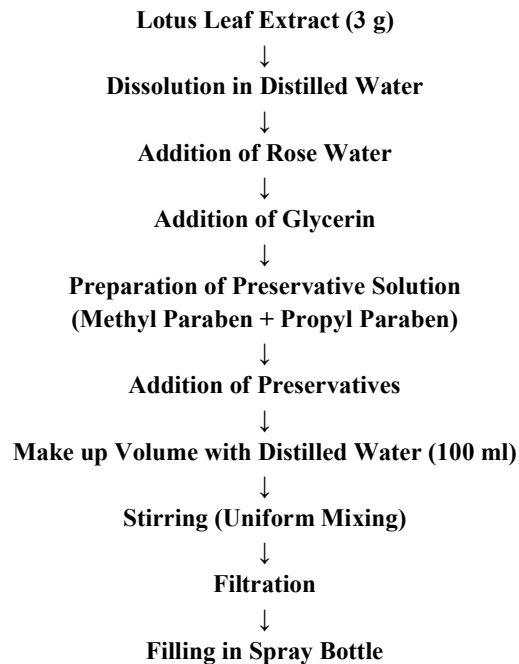 Lotus Leaf Extract (3 g)
↓
Dissolution in Distilled Water
↓
Addition of Rose Water
↓
Addition of Glycerin
↓
Preparation of Preservative Solution
(Methyl Paraben + Propyl Paraben)
↓
Addition of Preservatives
↓
Make up Volume with Distilled Water (100 ml)
↓
Stirring (Uniform Mixing)
↓
Filtration
↓
Filling in Spray Bottle